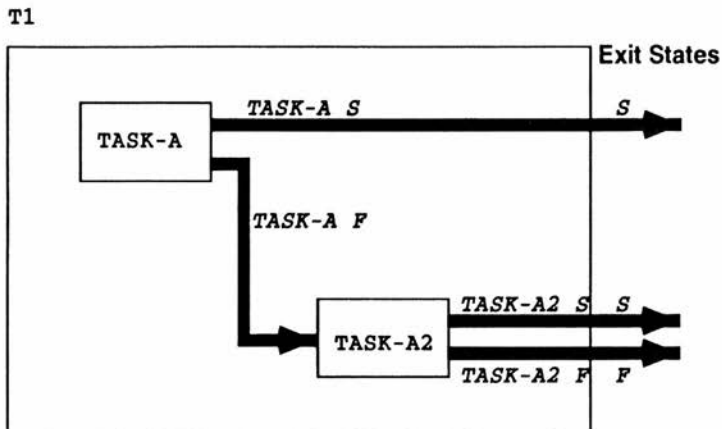 T1
Exit States
TASK-A S S
TASK-A
TASK-A F
TASK-A2 S S
TASK-A2
TASK-A2 F F